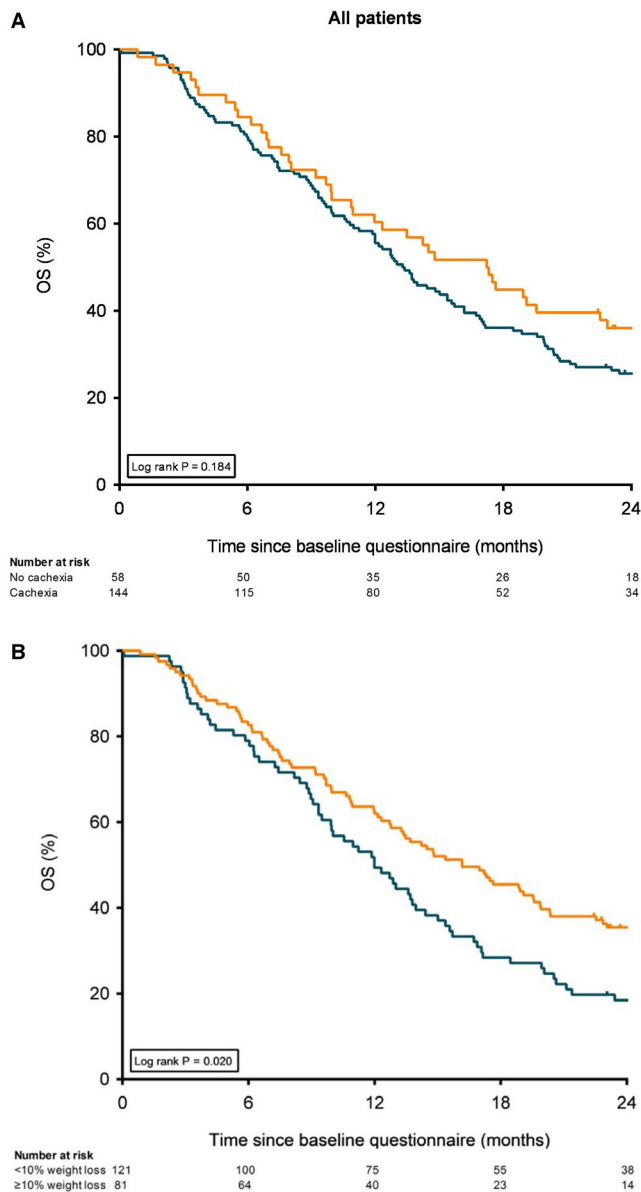 A
All patients
100
80
60
40
20
0
OS (%)
Log rank P = 0.184
0 6 12 18 24
Time since baseline questionnaire (months)
Number at risk
No cachexia 58 50 35 26 18
Cachexia 144 115 80 52 34
B
100
80
60
40
20
0
OS (%)
Log rank P = 0.020
0 6 12 18 24
Time since baseline questionnaire (months)
Number at risk
<10% weight loss 121 100 75 55 38
≥10% weight loss 81 64 40 23 14